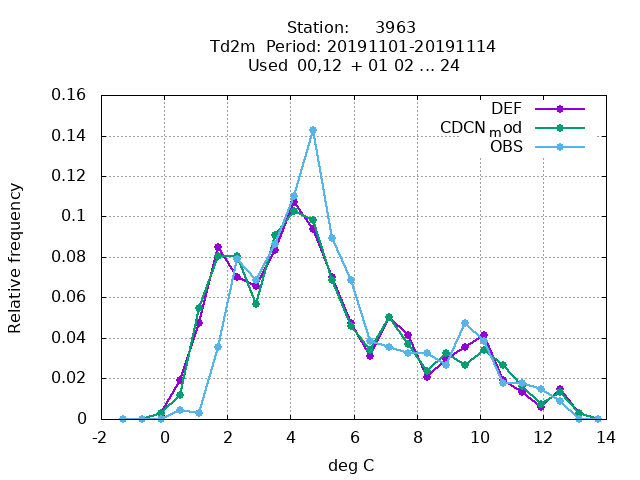 Station: 3963
Td2m Period: 20191101-20191114
Used 00,12 + 01 02 ... 24
0.16
0.14
0.12
0.1
0.08
0.06
0.04
0.02
0
-2 0 2 4 6 8 10 12 14
Relative frequency
deg C
DEF
CDCNmod
OBS